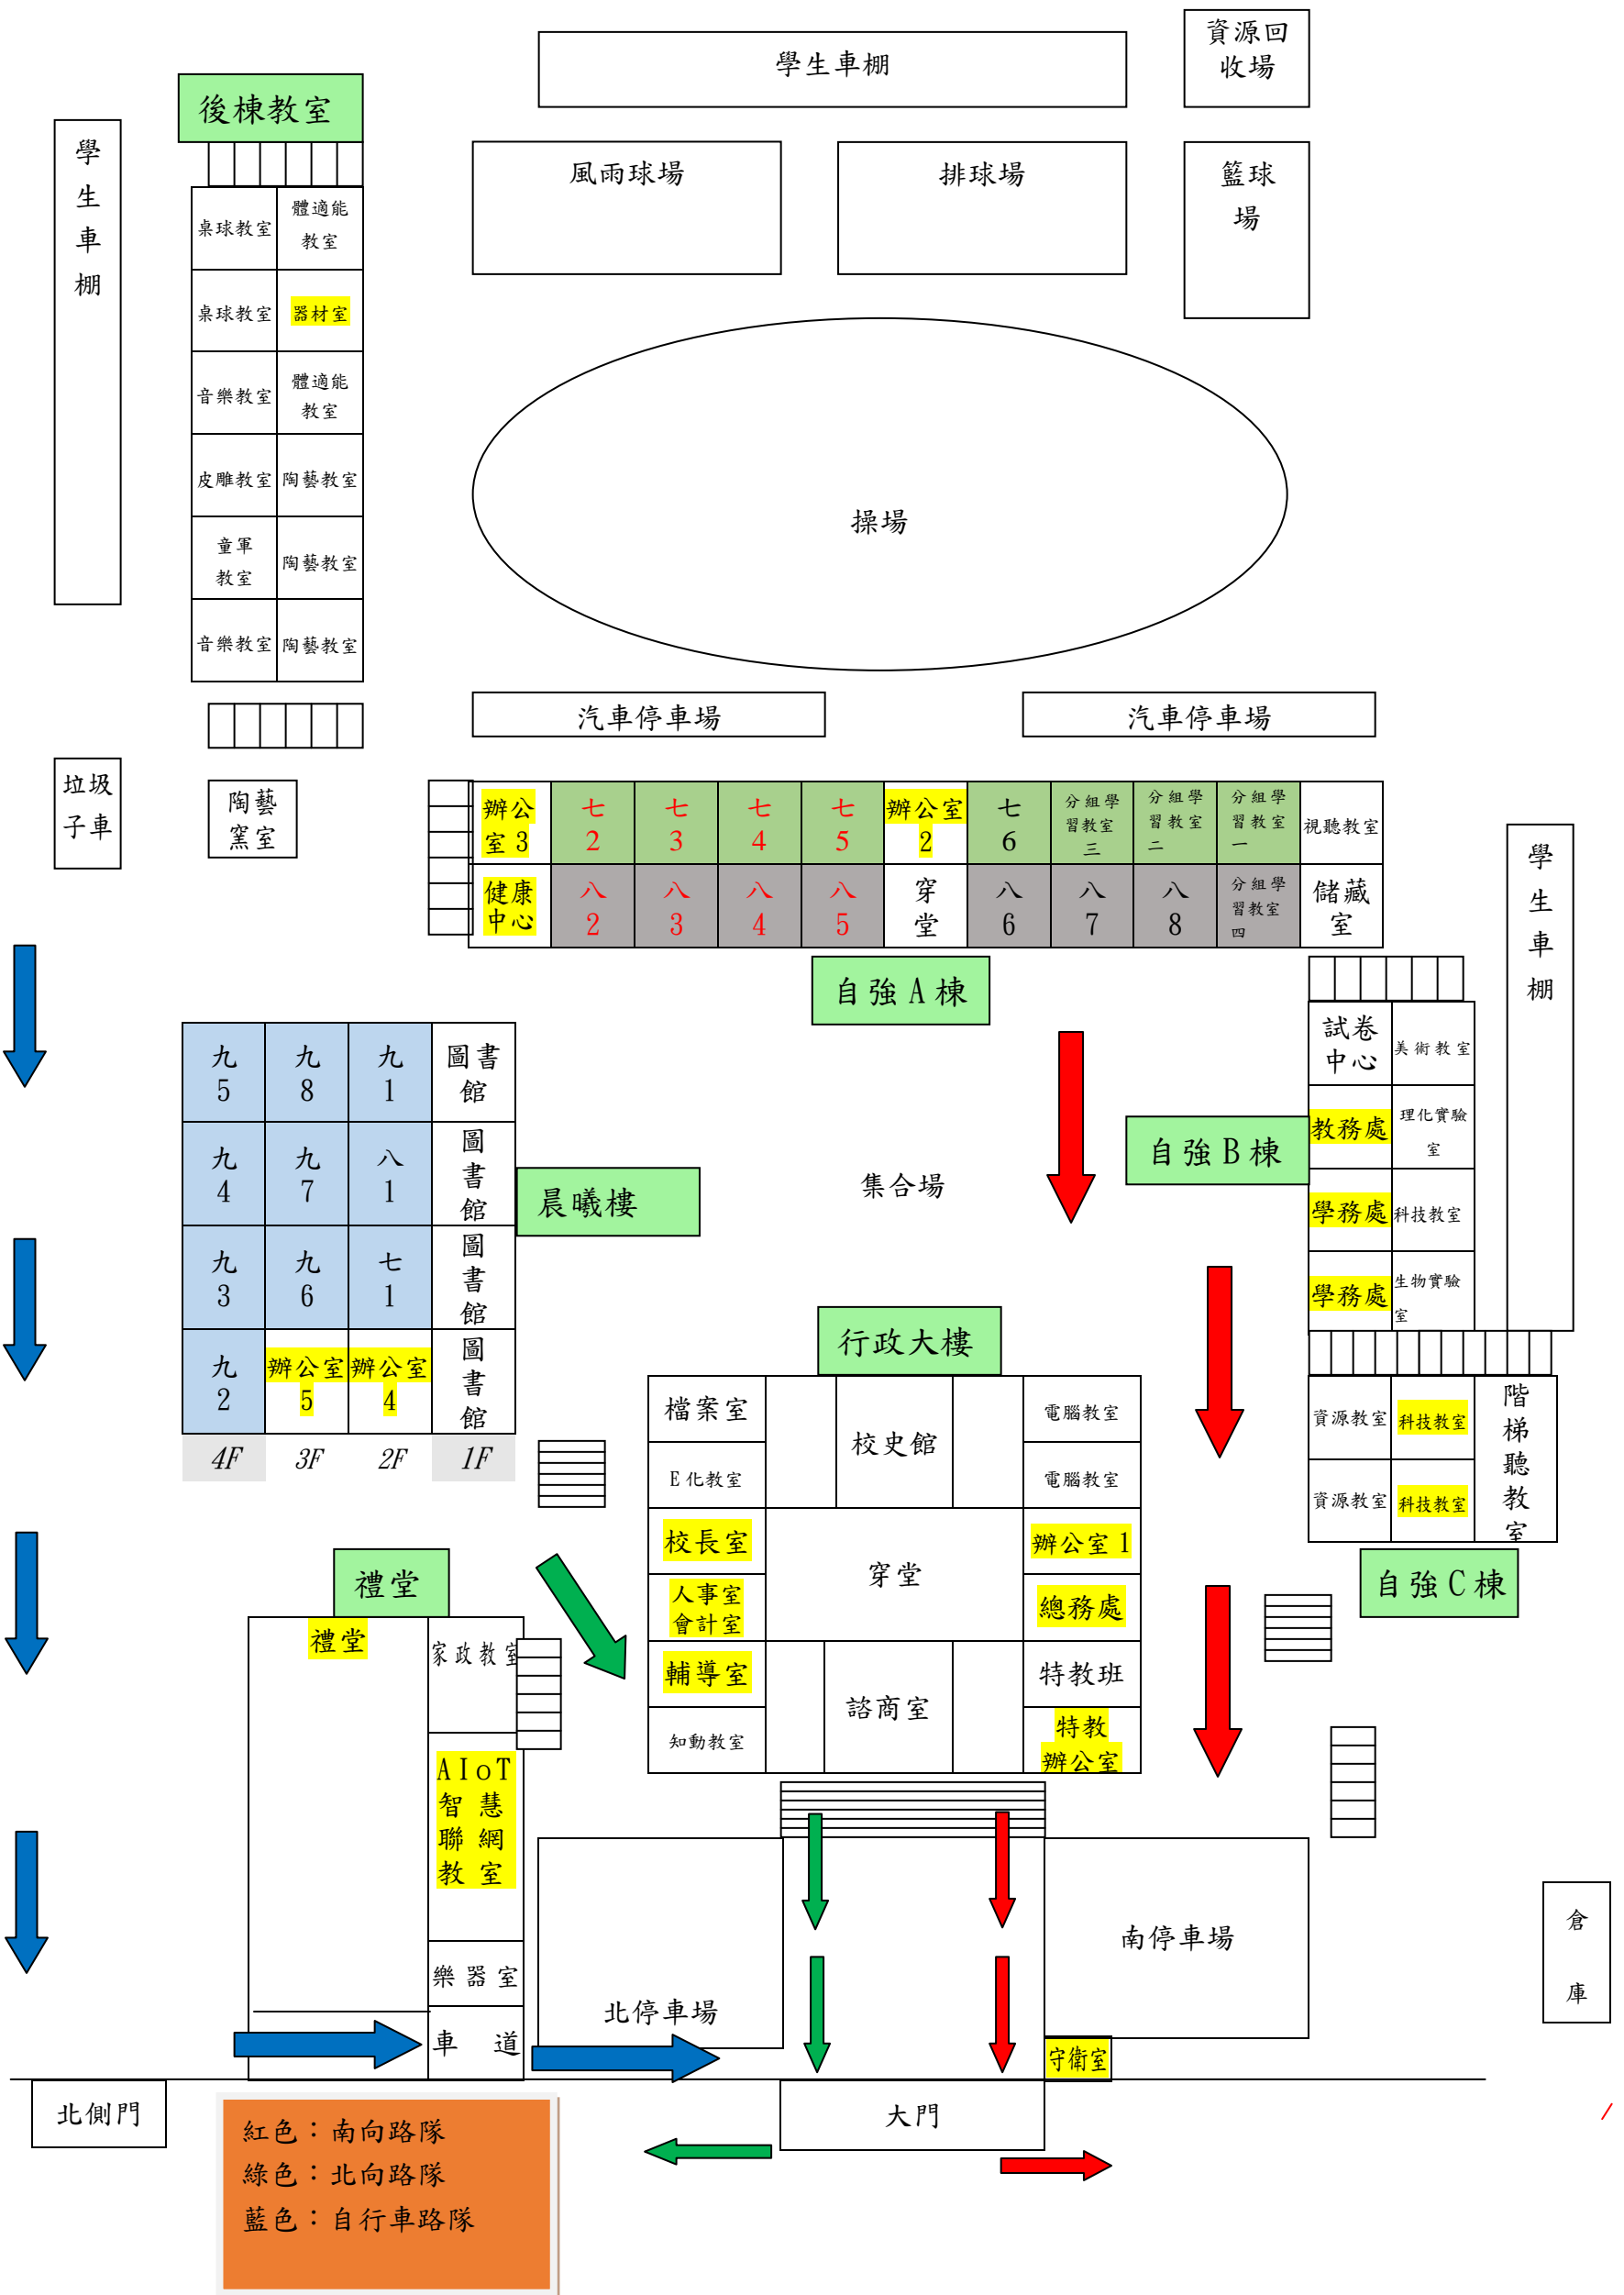 資源回
收場
學生車棚
後棟教室
學
生
車
棚
風雨球場
排球場
籃球
場
桌球教室
體適能
教室
桌球教室
器材室
音樂教室
體適能
教室
皮雕教室
陶藝教室
童軍
教室
陶藝教室
音樂教室
陶藝教室
操場
汽車停車場
汽車停車場
垃圾
子車
陶藝
窯室
辦公
室3
七
2
七
3
七
4
七
5
辦公室
2
七
6
分組學
習教室
三
分組學
習教室
二
分組學
習教室
一
視聽教室
健康
中心
八
2
八
3
八
4
八
5
穿
堂
八
6
八
7
八
8
分組學
習教室
四
儲藏
室
學
生
車
棚
自強A棟
九
5
九
8
九
1
圖書
館
九
4
九
7
八
1
圖
書
館
九
3
九
6
七
1
圖
書
館
九
2
辦公室
5
辦公室
4
圖
書
館
4F
3F
2F
1F
晨曦樓
集合場
自強B棟
試卷
中心
美術教室
教務處
理化實驗
室
學務處
科技教室
學務處
生物實驗
室
行政大樓
檔案室
校史館
電腦教室
E化教室
電腦教室
校長室
穿堂
辦公室1
人事室
會計室
總務處
輔導室
諮商室
特教班
知動教室
特教
辦公室
資源教室
科技教室
階
梯
聽
教
室
資源教室
科技教室
自強C棟
禮堂
禮堂
家政教室
AIoT
智慧
聯網
教室
樂器室
車道
北停車場
南停車場
倉
庫
守衛室
北側門
大門
紅色：南向路隊
綠色：北向路隊
藍色：自行車路隊